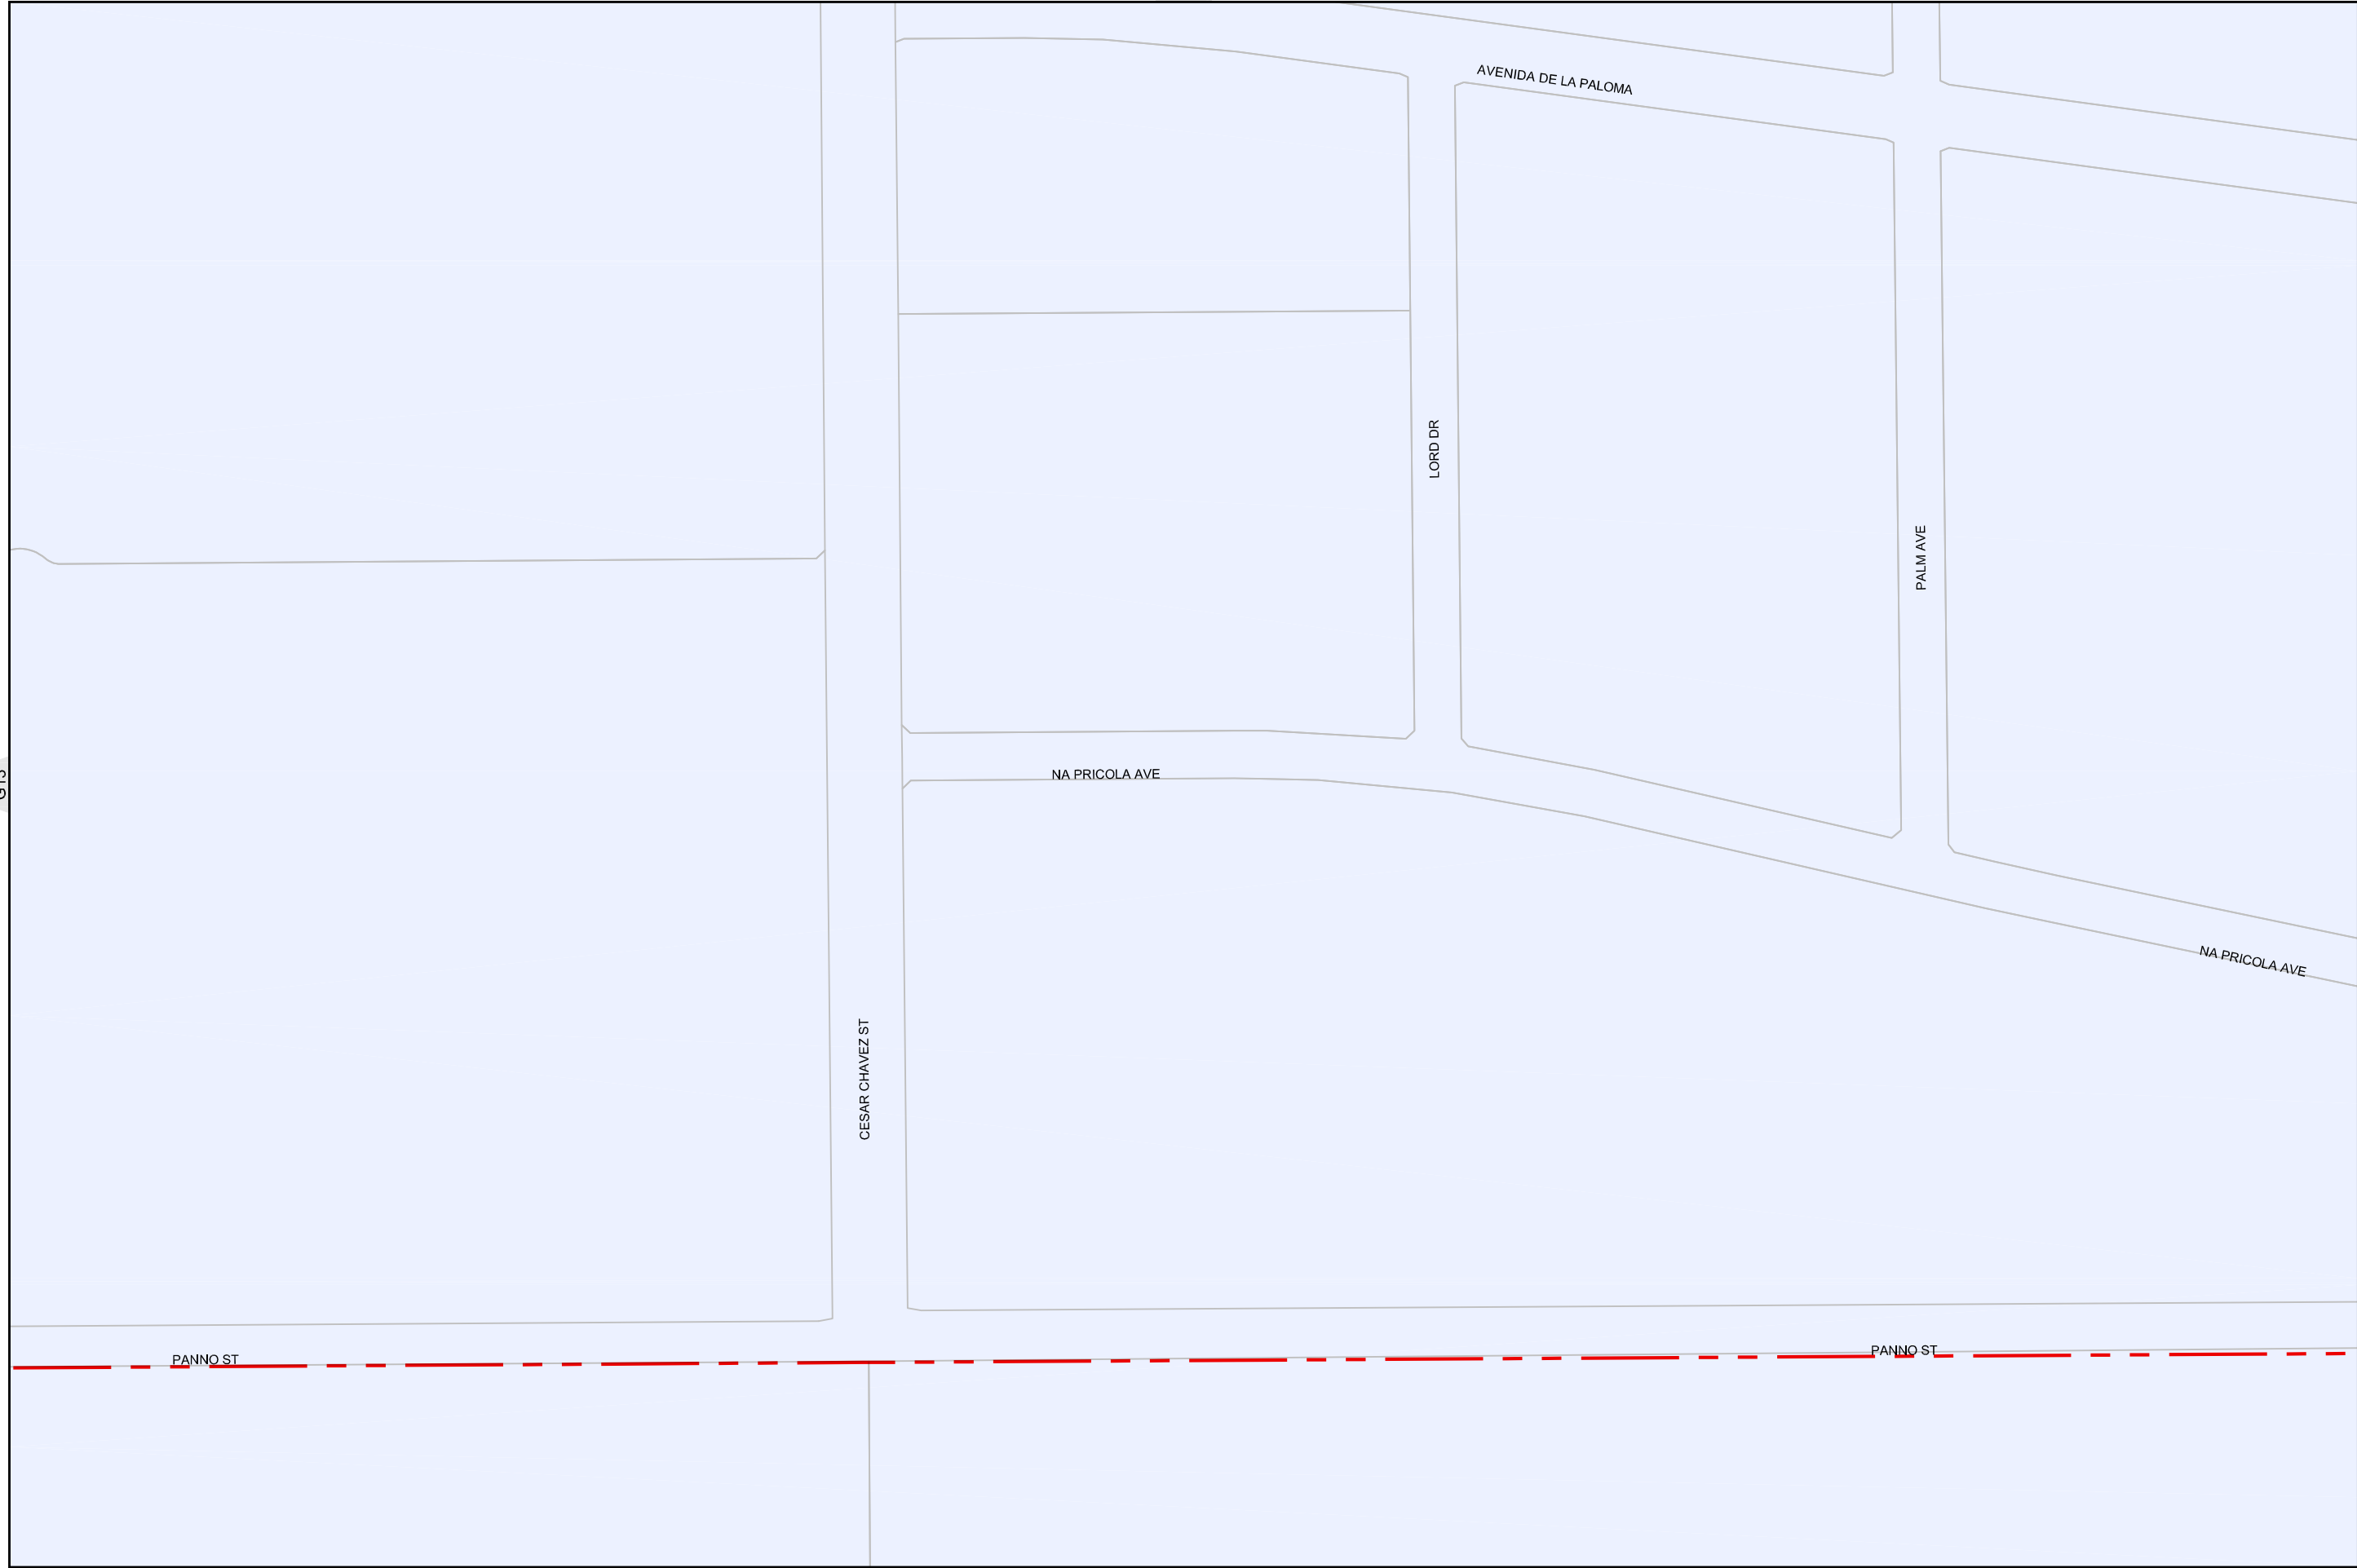 AVENIDA DE LA PALOMA
LORD DR
PALM AVE
NA PRICOLA AVE
NA PRICOLA AVE
CESAR CHAVEZ ST
PANNO ST
PANNO ST